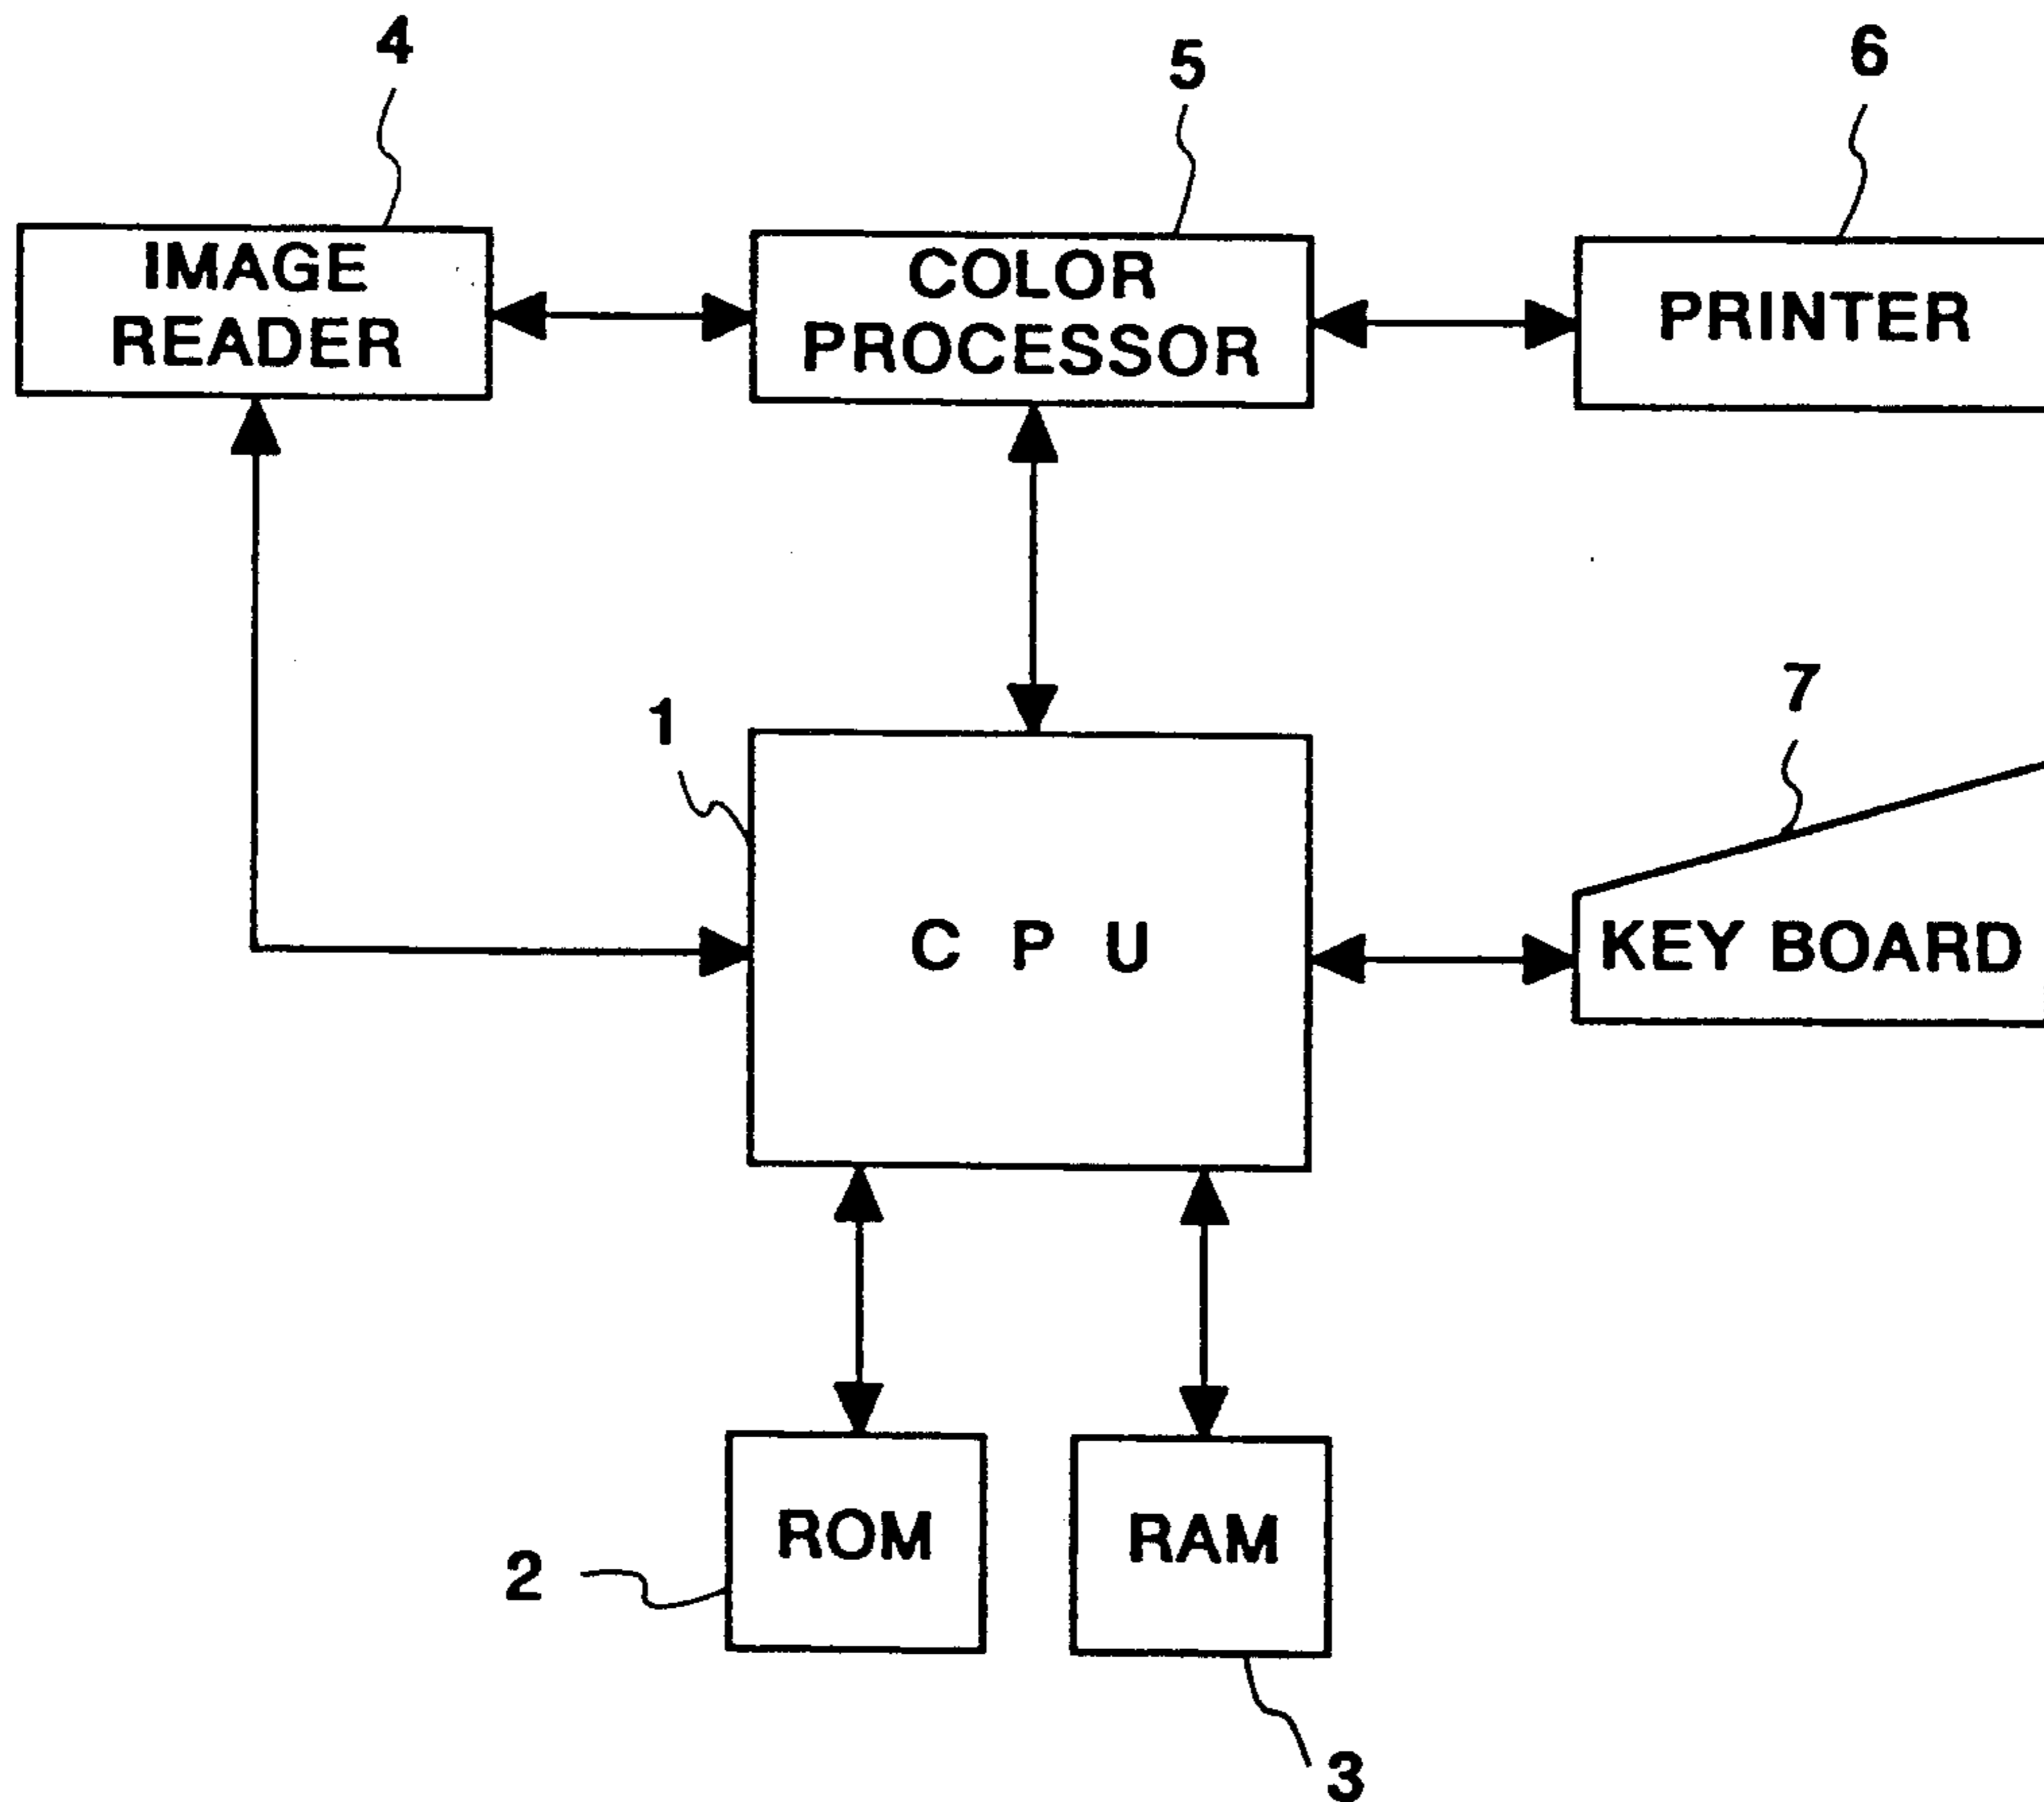 4
5
6
IMAGE
READER
COLOR
PROCESSOR
PRINTER
1
7
C P U
KEY BOARD
ROM
RAM
2
3